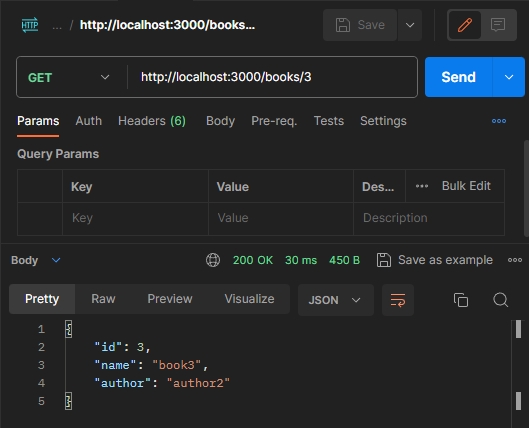 HTTP ... / http://localhost:3000/books... Save
GET http://localhost:3000/books/3 Send
Params Auth Headers (6) Body Pre-req. Tests Settings
Query Params
Key Value Des... Bulk Edit
Key Value Description
Body 200 OK 30 ms 450 B Save as example
Pretty Raw Preview Visualize JSON
1 {
2 "id": 3,
3 "name": "book3",
4 "author": "author2"
5 }